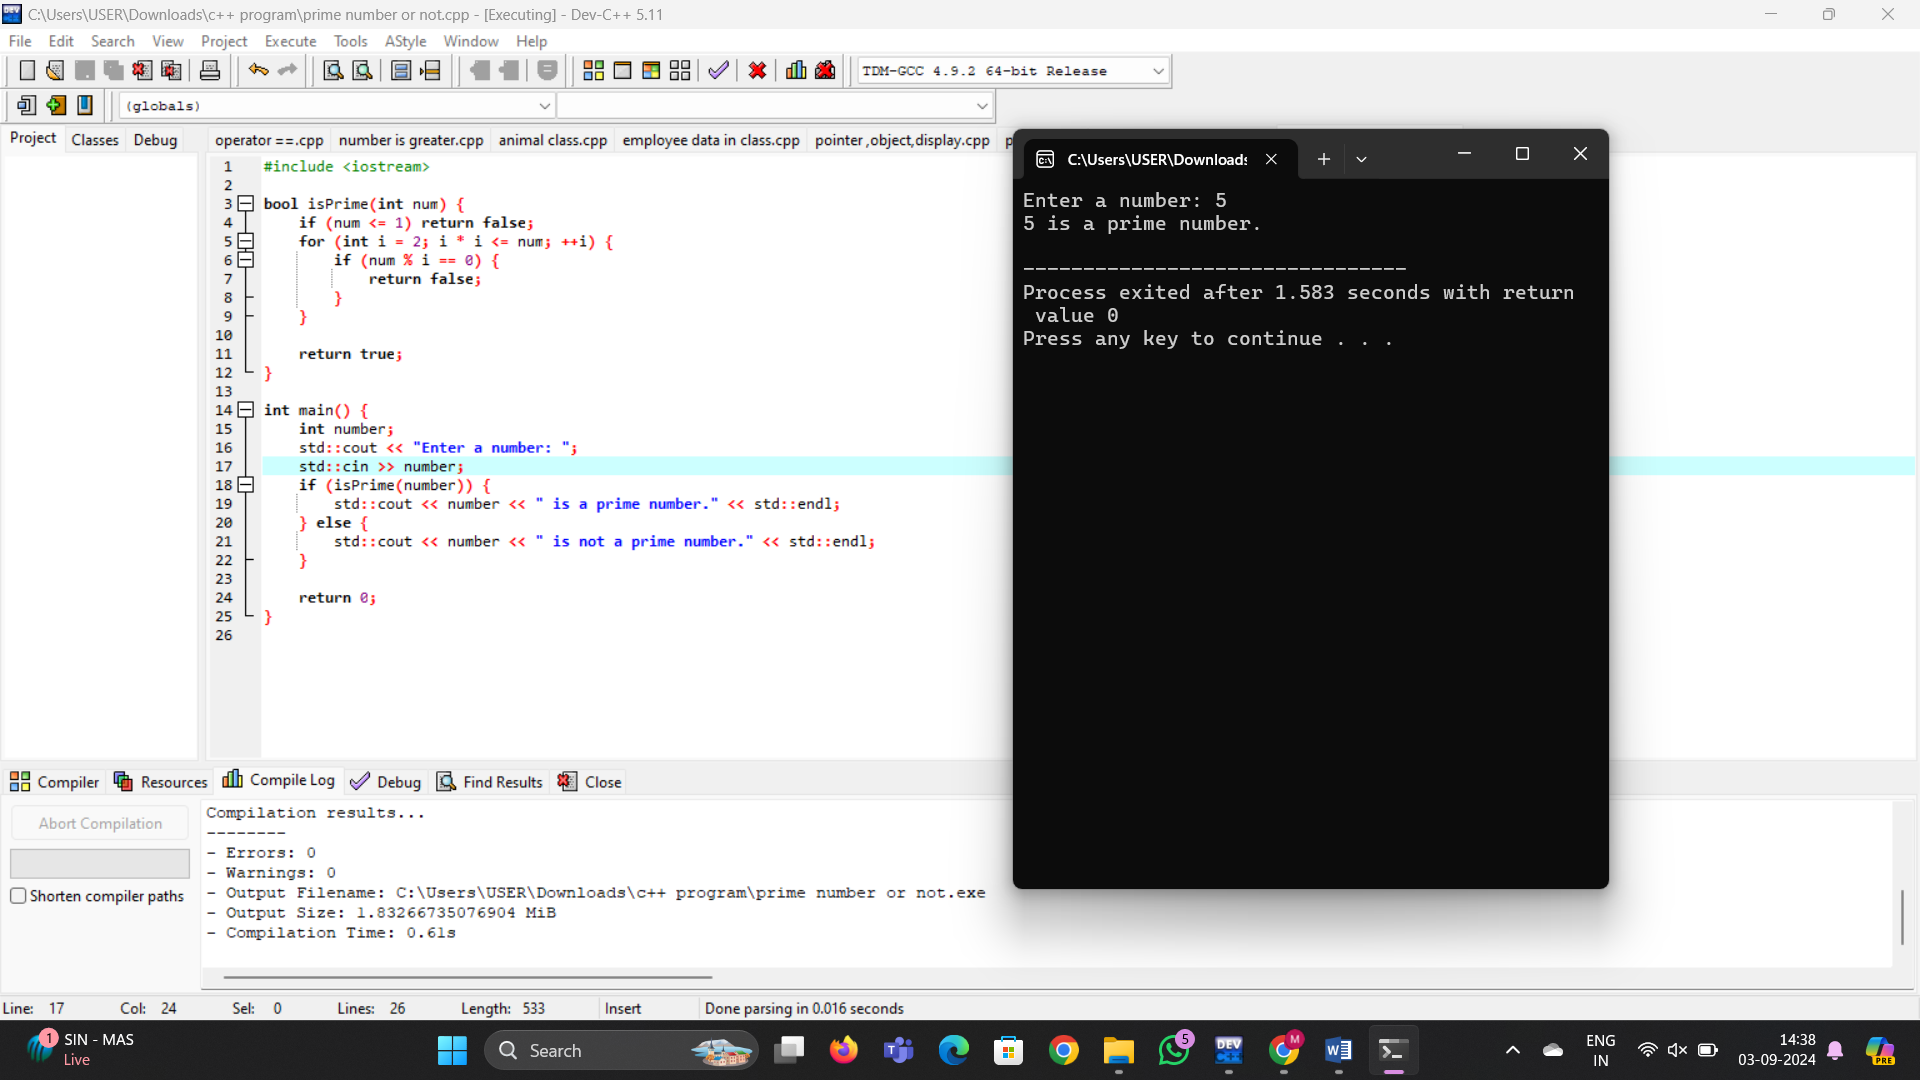 C:\Users\USER\Downloads\c++ program\prime number or not.cpp - [Executing] - Dev-C++ 5.11
File Edit Search View Project Execute Tools AStyle Window Help
TDM-GCC 4.9.2 64-bit Release
(globals)
Project Classes Debug
operator ==.cpp number is greater.cpp animal class.cpp employee data in class.cpp pointer ,object,display.cpp
1 #include <iostream>
2
3 bool isPrime(int num) {
4 if (num <= 1) return false;
5 for (int i = 2; i * i <= num; ++i) {
6 if (num % i == 0) {
7 return false;
8 }
9 }
10
11 return true;
12 }
13
14 int main() {
15 int number;
16 std::cout << "Enter a number: ";
17 std::cin >> number;
18 if (isPrime(number)) {
19 std::cout << number << " is a prime number." << std::endl;
20 } else {
21 std::cout << number << " is not a prime number." << std::endl;
22 }
23
24 return 0;
25 }
26
C:\Users\USER\Downloads
Enter a number: 5
5 is a prime number.
--------------------------------
Process exited after 1.583 seconds with return
value 0
Press any key to continue . . .
Compiler Resources Compile Log Debug Find Results Close
Abort Compilation
Shorten compiler paths
Compilation results...
--------
- Errors: 0
- Warnings: 0
- Output Filename: C:\Users\USER\Downloads\c++ program\prime number or not.exe
- Output Size: 1.83266735076904 MiB
- Compilation Time: 0.61s
Line: 17 Col: 24 Sel: 0 Lines: 26 Length: 533 Insert Done parsing in 0.016 seconds
1
SIN - MAS
Live
Search
5
DEV
M
ENG
IN
14:38
03-09-2024
PRE